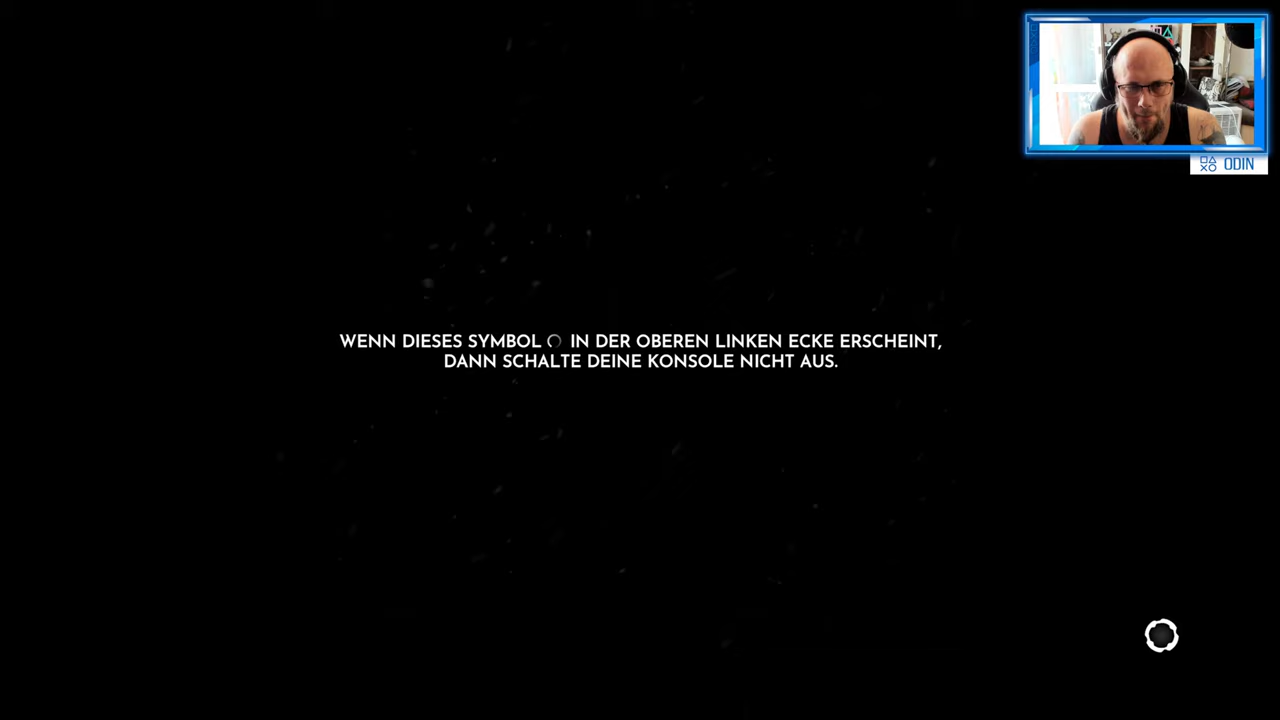 ODIN
WENN DIESES SYMBOL IN DER OBEREN LINKEN ECKE ERSCHEINT,
DANN SCHALTE DEINE KONSOLE NICHT AUS.